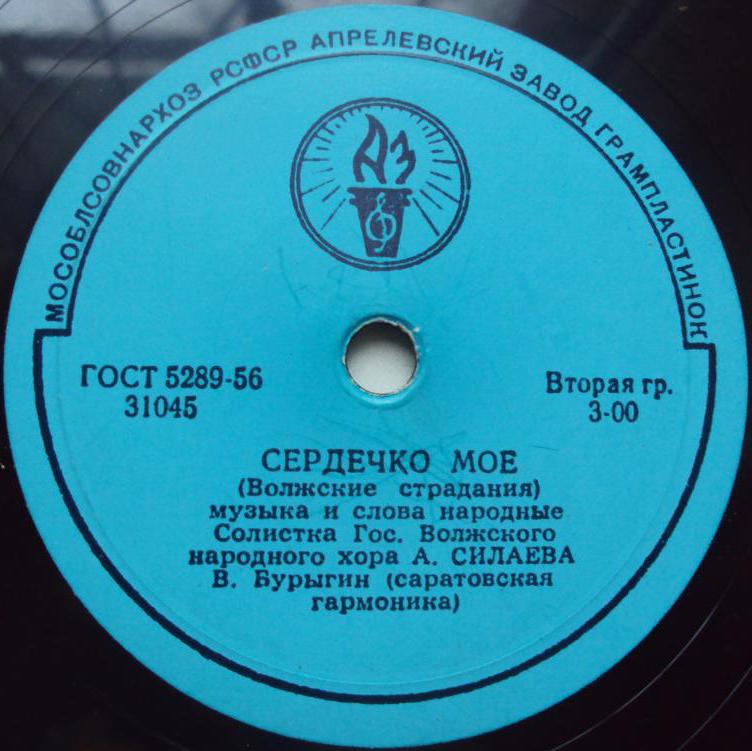 МОСОБЛСОВНАРХОЗ РСФСР АПРЕЛЕВСКИЙ ЗАВОД ГРАМПЛАСТИНОК
АЗ
ГОСТ 5289-56
31045
Вторая гр.
3-00
СЕРДЕЧКО МОЕ
(Волжские страдания)
музыка и слова народные
Солистка Гос. Волжского
народного хора А. СИЛАЕВА
В. Бурыгин (саратовская
гармоника)